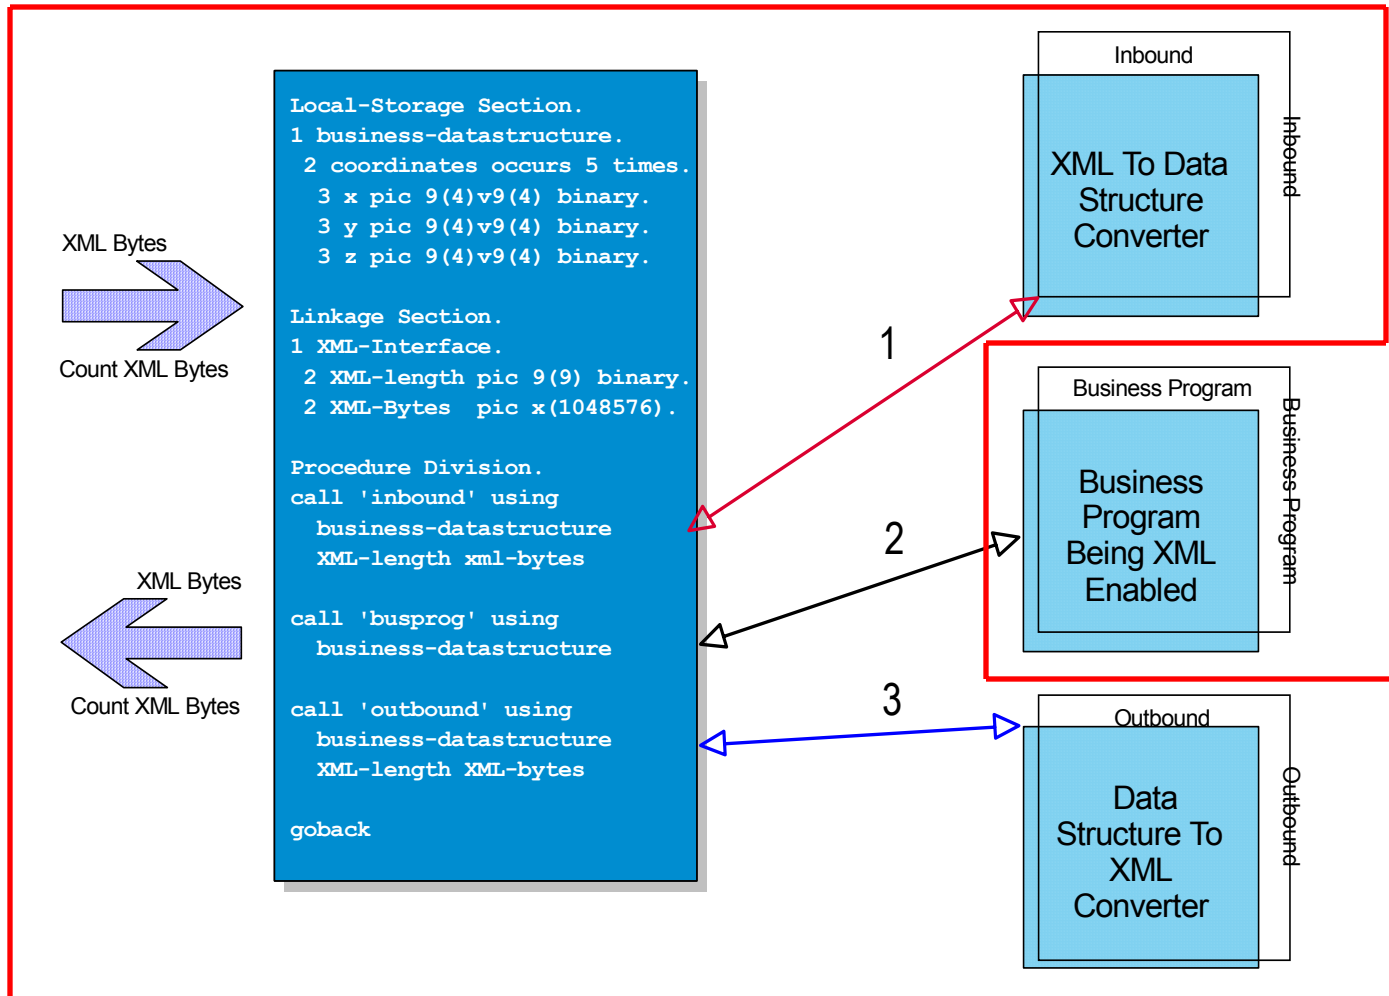 XML Bytes
Count XML Bytes
XML Bytes
Count XML Bytes
Local-Storage Section.
1 business-datastructure.
2 coordinates occurs 5 times.
3 x pic 9(4)v9(4) binary.
3 y pic 9(4)v9(4) binary.
3 z pic 9(4)v9(4) binary.
Linkage Section.
1 XML-Interface.
2 XML-length pic 9(9) binary.
2 XML-Bytes  pic x(1048576).
Procedure Division.
call 'inbound' using
business-datastructure
XML-length xml-bytes
call 'busprog' using
business-datastructure
call 'outbound' using
business-datastructure
XML-length XML-bytes
goback
1
2
3
Inbound
Inbound
XML To Data
Structure
Converter
Business Program
Business Program
Business
Program
Being XML
Enabled
Outbound
Outbound
Data
Structure To
XML
Converter